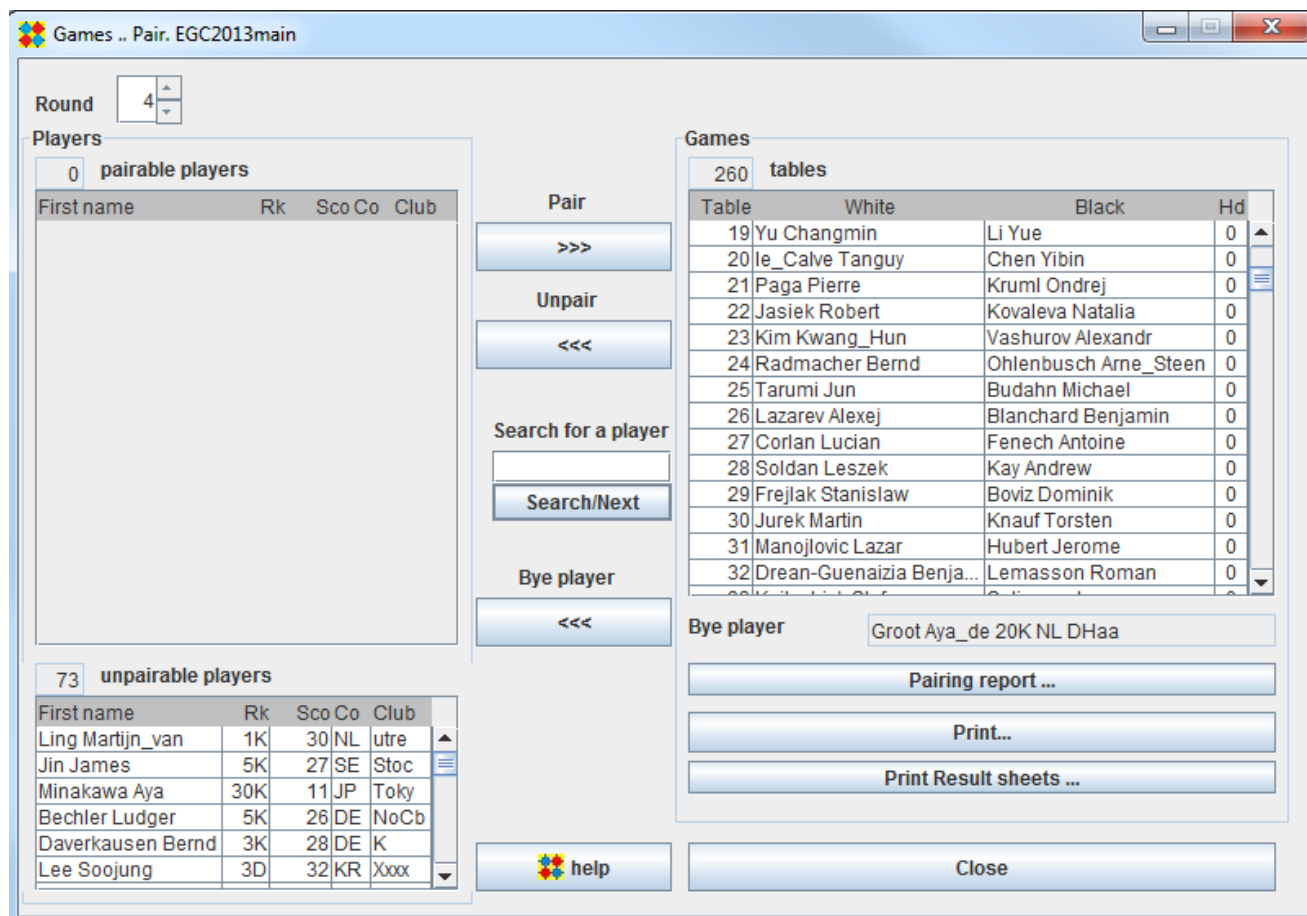 Games .. Pair. EGC2013main
Round 4
Players
0 pairable players
First name Rk Sco Co Club
Pair
>>>
Unpair
<<<
Search for a player
Search/Next
Bye player
<<<
73 unpairable players
First name Rk Sco Co Club
Ling Martijn_van 1K 30 NL utre
Jin James 5K 27 SE Stoc
Minakawa Aya 30K 11 JP Toky
Bechler Ludger 5K 26 DE NoCb
Daverkausen Bernd 3K 28 DE K
Lee Soojung 3D 32 KR Xxxx
help
Games
260 tables
Table White Black Hd
19 Yu Changmin Li Yue 0
20 le_Calve Tanguy Chen Yibin 0
21 Paga Pierre Kruml Ondrej 0
22 Jasiek Robert Kovaleva Natalia 0
23 Kim Kwang_Hun Vashurov Alexandr 0
24 Radmacher Bernd Ohlenbusch Arne_Steen 0
25 Tarumi Jun Budahn Michael 0
26 Lazarev Alexej Blanchard Benjamin 0
27 Corlan Lucian Fenech Antoine 0
28 Soldan Leszek Kay Andrew 0
29 Frejlak Stanislaw Boviz Dominik 0
30 Jurek Martin Knauf Torsten 0
31 Manojlovic Lazar Hubert Jerome 0
32 Drean-Guenaizia Benja... Lemasson Roman 0
Bye player Groot Aya_de 20K NL DHaa
Pairing report ...
Print...
Print Result sheets ...
Close